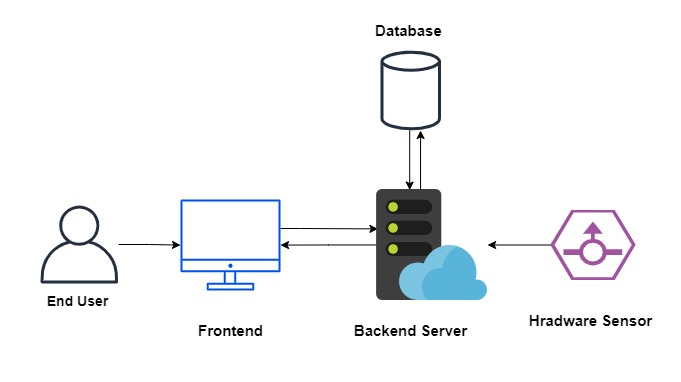 Database
End User
Frontend
Backend Server
Hradware Sensor